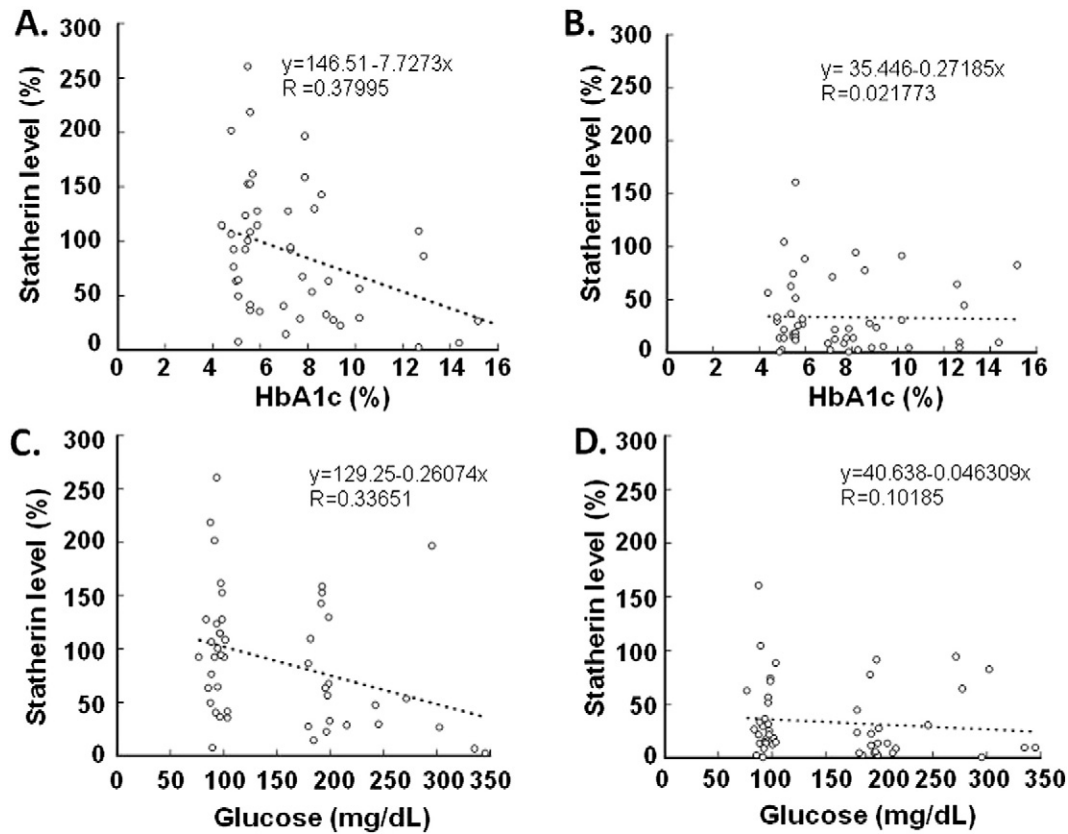 A.
300
250
200
150
100
50
0
Statherin level (%)
y=146.51-7.7273x
R =0.37995
0 2 4 6 8 10 12 14 16
HbA1c (%)
B.
300
250
200
150
100
50
0
Statherin level (%)
y= 35.446-0.27185x
R=0.021773
0 2 4 6 8 10 12 14 16
HbA1c (%)
C.
300
250
200
150
100
50
0
Statherin level (%)
y=129.25-0.26074x
R=0.33651
0 50 100 150 200 250 300 350
Glucose (mg/dL)
D.
300
250
200
150
100
50
0
Statherin level (%)
y=40.638-0.046309x
R=0.10185
0 50 100 150 200 250 300 350
Glucose (mg/dL)